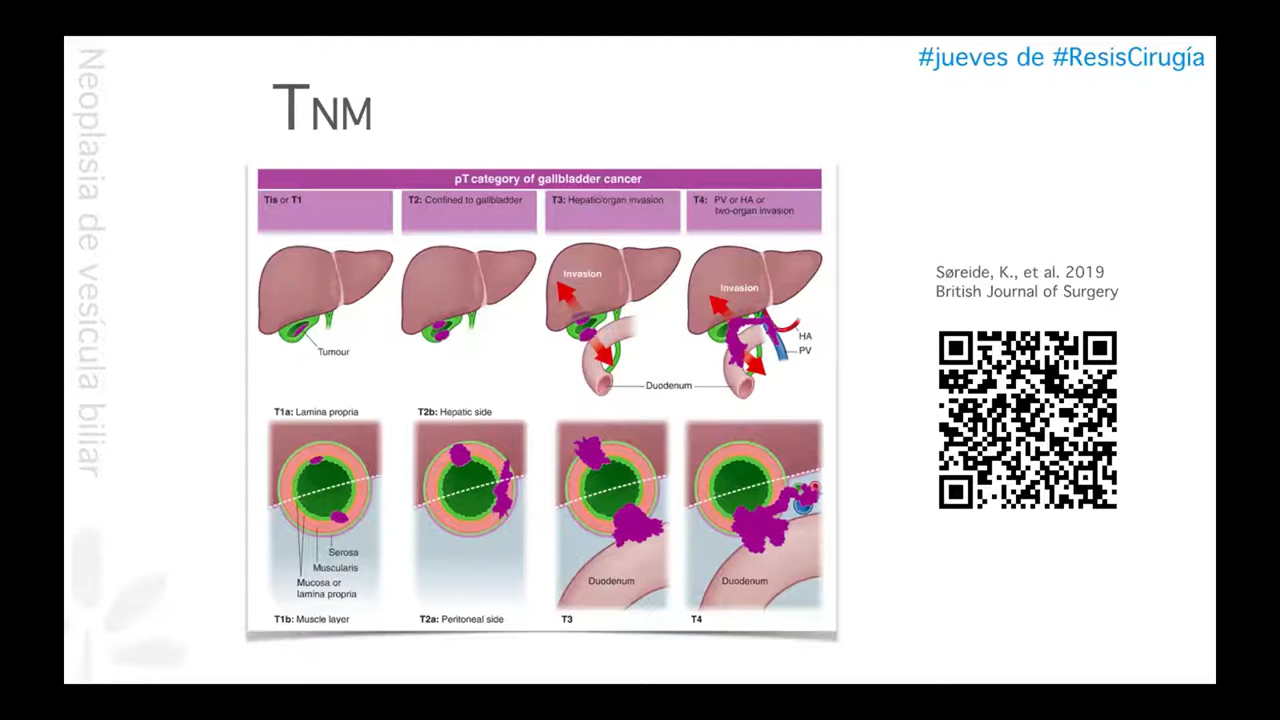 #jueves de #ResisCirugía
Neoplasia de vesícula biliar
TNM
pT category of gallbladder cancer
Tis or T1
T2: Confined to gallbladder
T3: Hepatic/organ invasion
T4: PV or HA or
two-organ invasion
Invasion
Invasion
Tumour
HA
PV
Duodenum
T1a: Lamina propria
T2b: Hepatic side
Serosa
Muscularis
Mucosa or
lamina propria
Duodenum
Duodenum
T1b: Muscle layer
T2a: Peritoneal side
T3
T4
Søreide, K., et al. 2019
British Journal of Surgery